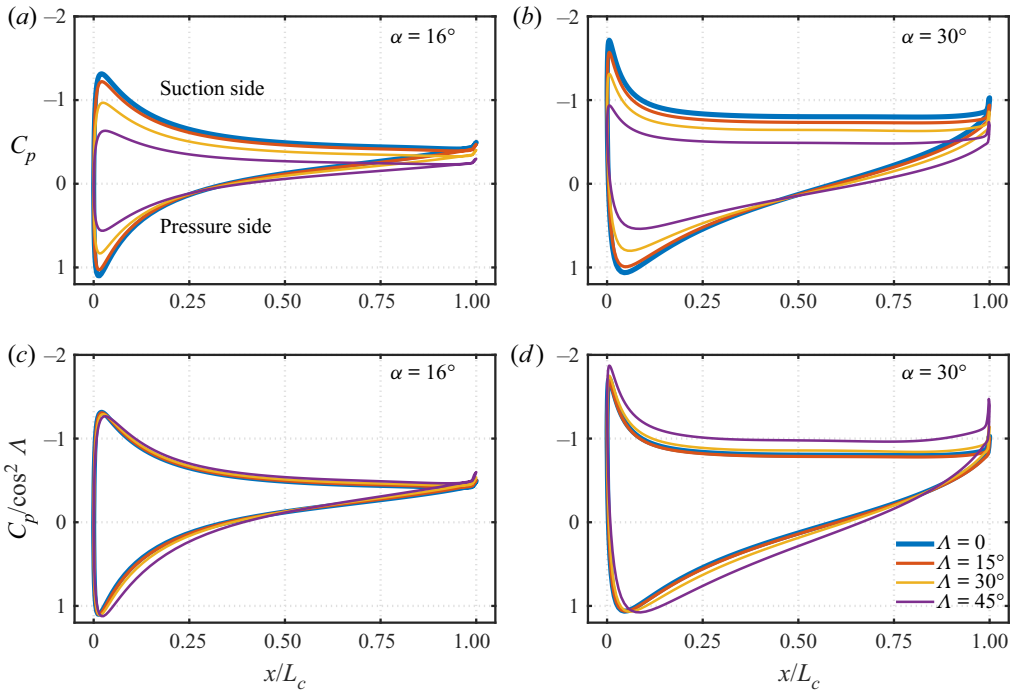 (a)
α = 16°
–2
–1
0
1
C_p
Suction side
Pressure side
0
0.25
0.50
0.75
1.00
(b)
α = 30°
–2
–1
0
1
0
0.25
0.50
0.75
1.00
(c)
α = 16°
–2
–1
0
1
C_p/cos² Λ
0
0.25
0.50
0.75
1.00
x/L_c
(d)
α = 30°
–2
–1
0
1
Λ = 0
Λ = 15°
Λ = 30°
Λ = 45°
0
0.25
0.50
0.75
1.00
x/L_c